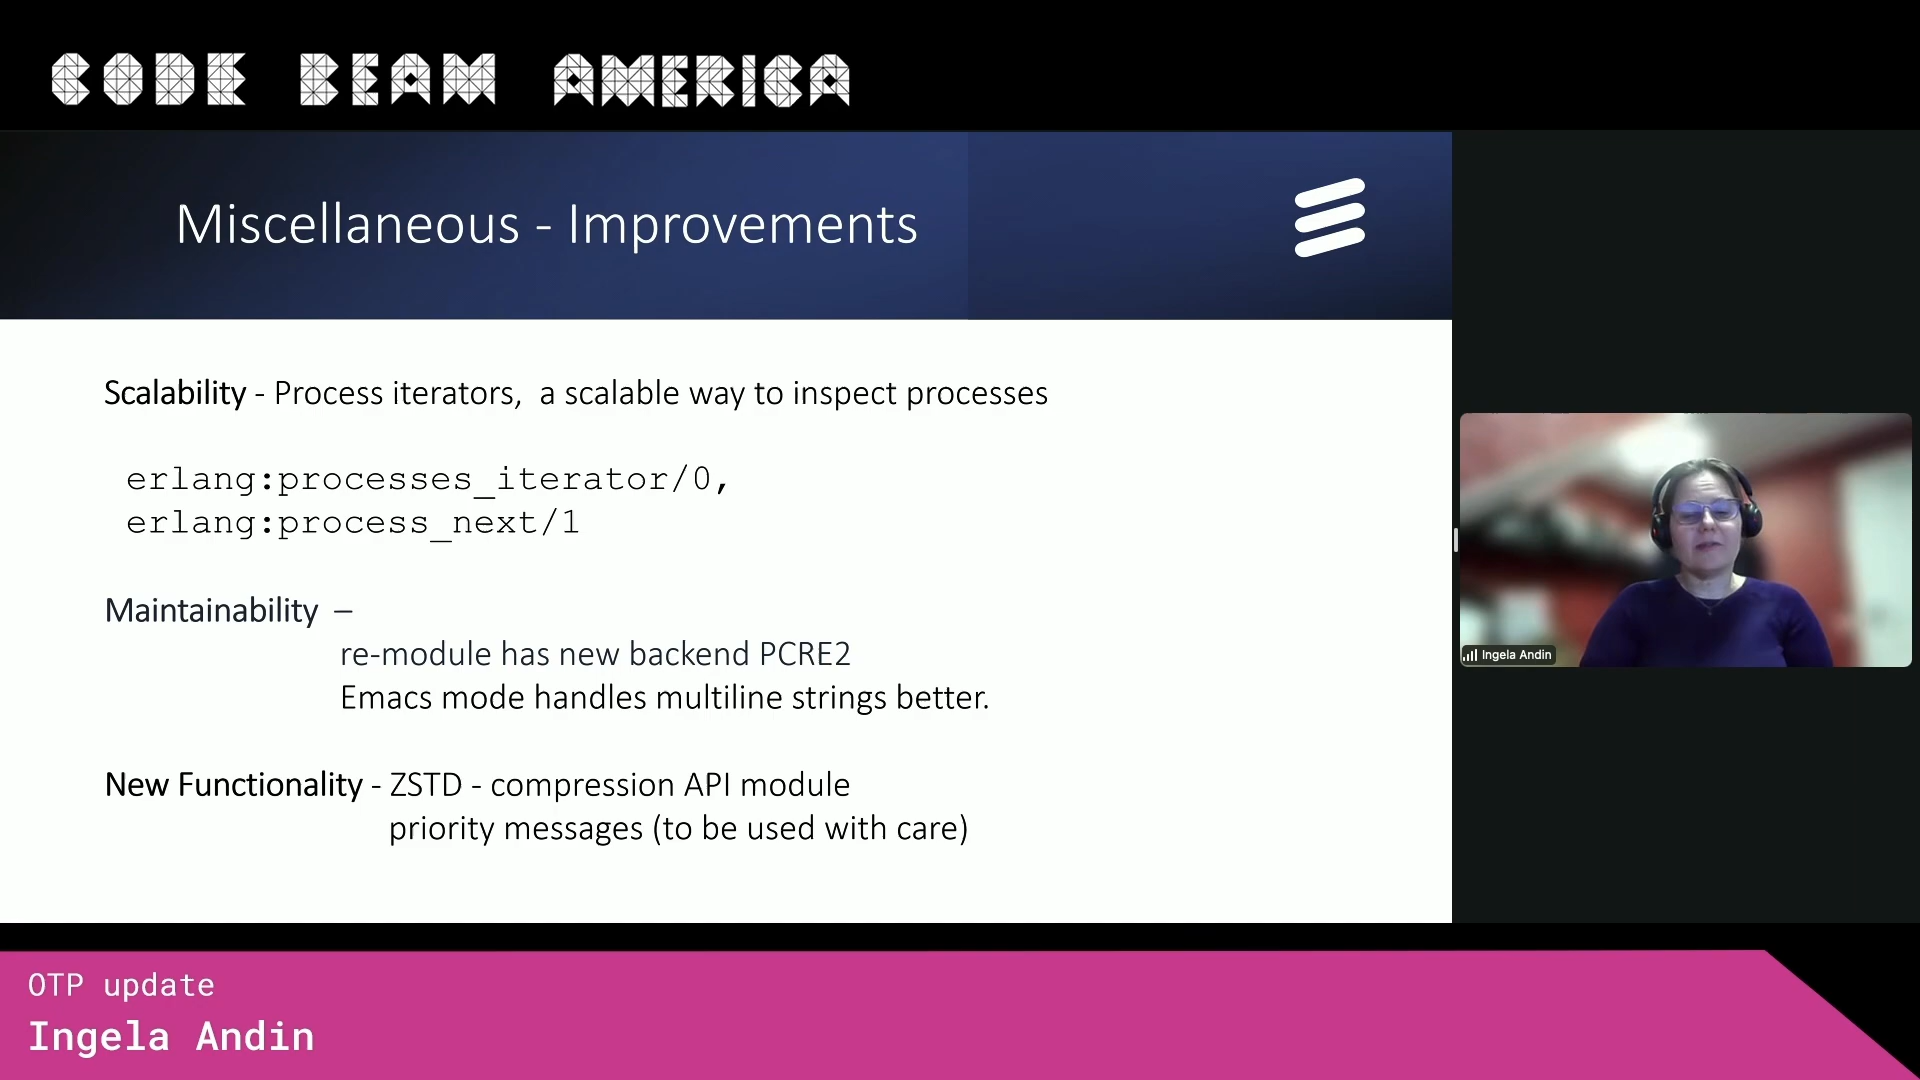 CODE BEAM AMERICA
Miscellaneous - Improvements
Scalability - Process iterators, a scalable way to inspect processes
erlang:processes_iterator/0,
erlang:process_next/1
Maintainability –
re-module has new backend PCRE2
Emacs mode handles multiline strings better.
New Functionality - ZSTD - compression API module
priority messages (to be used with care)
Ingela Andin
OTP update
Ingela Andin